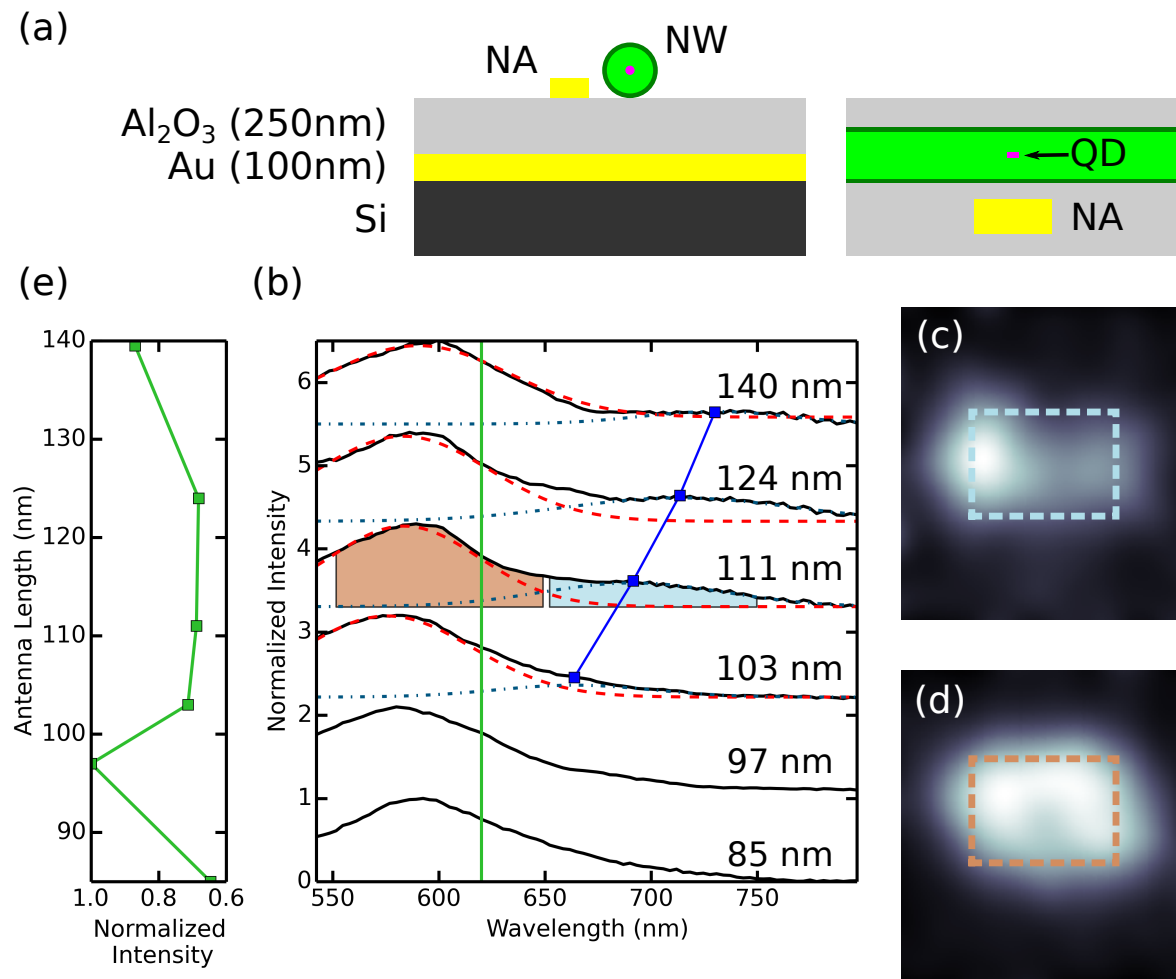 (a)
NA
NW
Al₂O₃ (250nm)
Au (100nm)
Si
QD
NA
(e)
(b)
(c)
(d)
140
130
120
110
100
90
Antenna Length (nm)
1.0 0.8 0.6
Normalized
Intensity
6
5
4
3
2
1
0
Normalized Intensity
140 nm
124 nm
111 nm
103 nm
97 nm
85 nm
550 600 650 700 750
Wavelength (nm)